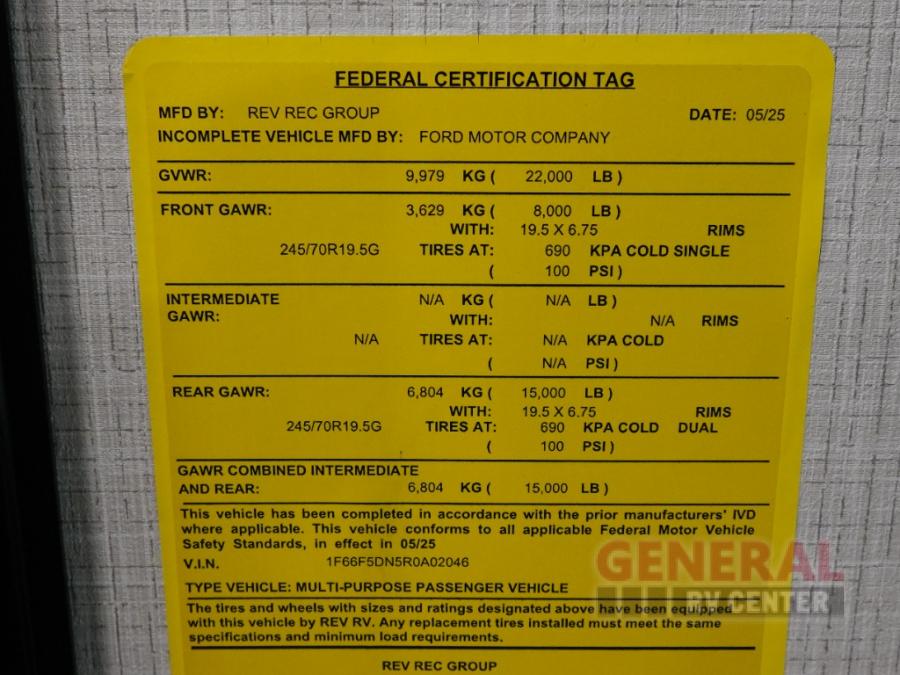 FEDERAL CERTIFICATION TAG
MFD BY: REV REC GROUP DATE: 05/25
INCOMPLETE VEHICLE MFD BY: FORD MOTOR COMPANY
GVWR: 9,979 KG ( 22,000 LB )
FRONT GAWR: 3,629 KG ( 8,000 LB )
WITH: 19.5 X 6.75 RIMS
245/70R19.5G TIRES AT: 690 KPA COLD SINGLE
( 100 PSI )
INTERMEDIATE N/A KG ( N/A LB )
GAWR: WITH: N/A RIMS
N/A TIRES AT: N/A KPA COLD
( N/A PSI )
REAR GAWR: 6,804 KG ( 15,000 LB )
WITH: 19.5 X 6.75 RIMS
245/70R19.5G TIRES AT: 690 KPA COLD DUAL
( 100 PSI )
GAWR COMBINED INTERMEDIATE
AND REAR: 6,804 KG ( 15,000 LB )
This vehicle has been completed in accordance with the prior manufacturers' IVD
where applicable. This vehicle conforms to all applicable Federal Motor Vehicle
Safety Standards, in effect in 05/25
V.I.N. 1F66F5DN5R0A02046
TYPE VEHICLE: MULTI-PURPOSE PASSENGER VEHICLE
The tires and wheels with sizes and ratings designated above have been equipped
with this vehicle by REV RV. Any replacement tires installed must meet the same
specifications and minimum load requirements.
REV REC GROUP
GENERAL
RV CENTER